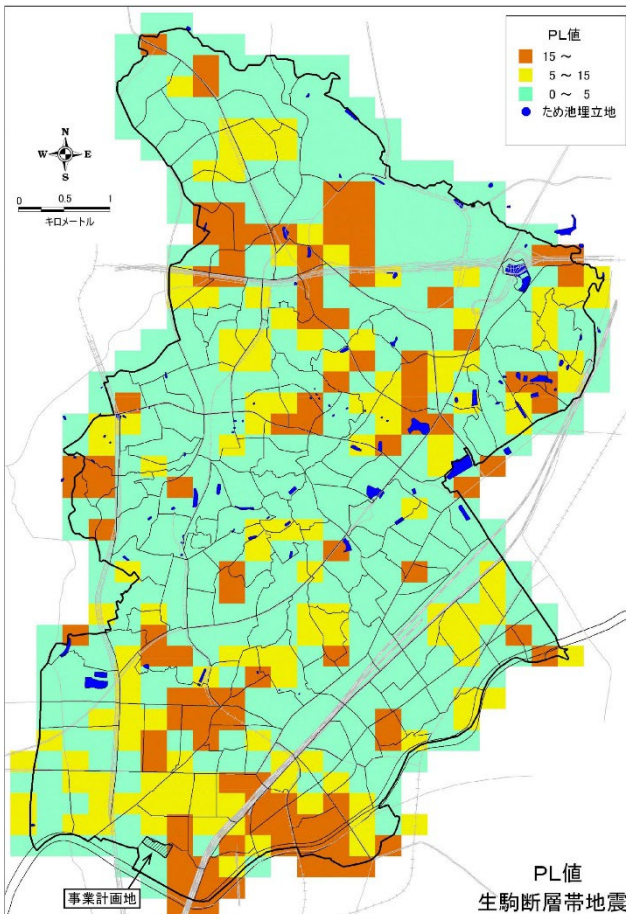 PL値
15 ~
5 ~ 15
0 ~ 5
ため池埋立地
N
W E
S
0 0.5 1
キロメートル
事業計画地
PL値
生駒断層帯地震